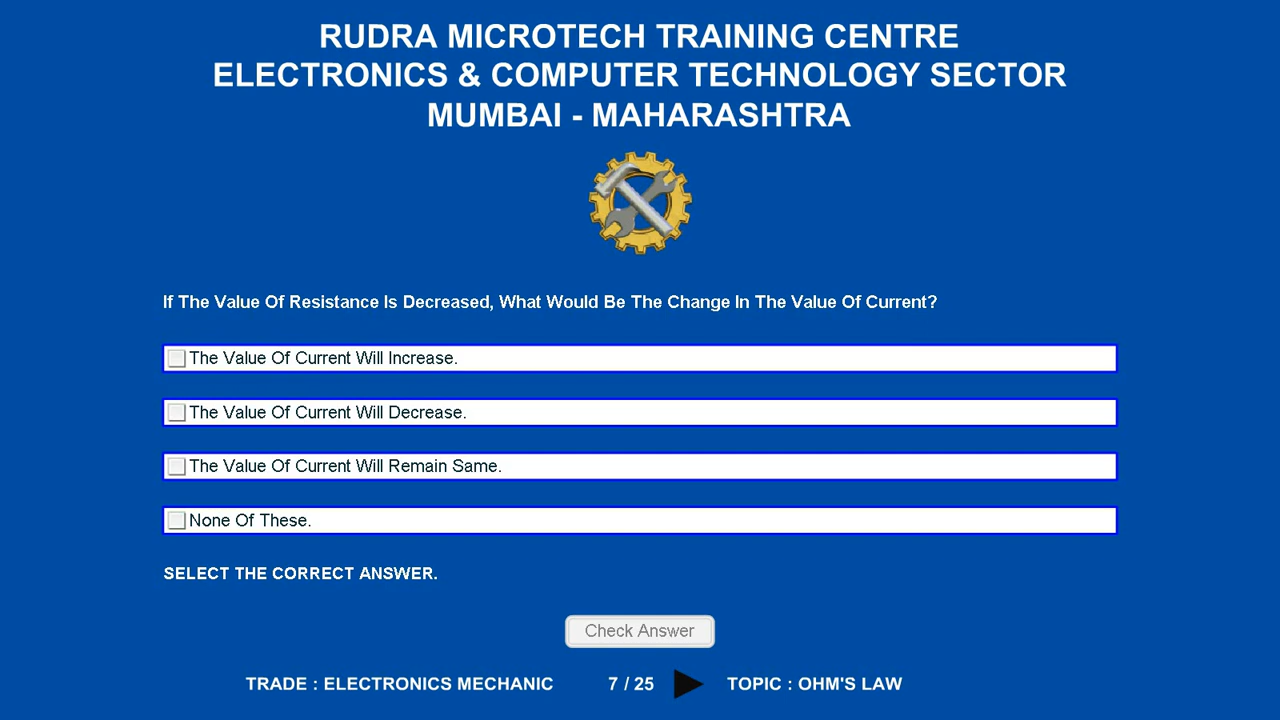 RUDRA MICROTECH TRAINING CENTRE
ELECTRONICS & COMPUTER TECHNOLOGY SECTOR
MUMBAI - MAHARASHTRA
If The Value Of Resistance Is Decreased, What Would Be The Change In The Value Of Current?
The Value Of Current Will Increase.
The Value Of Current Will Decrease.
The Value Of Current Will Remain Same.
None Of These.
SELECT THE CORRECT ANSWER.
Check Answer
TRADE : ELECTRONICS MECHANIC 7 / 25 TOPIC : OHM'S LAW